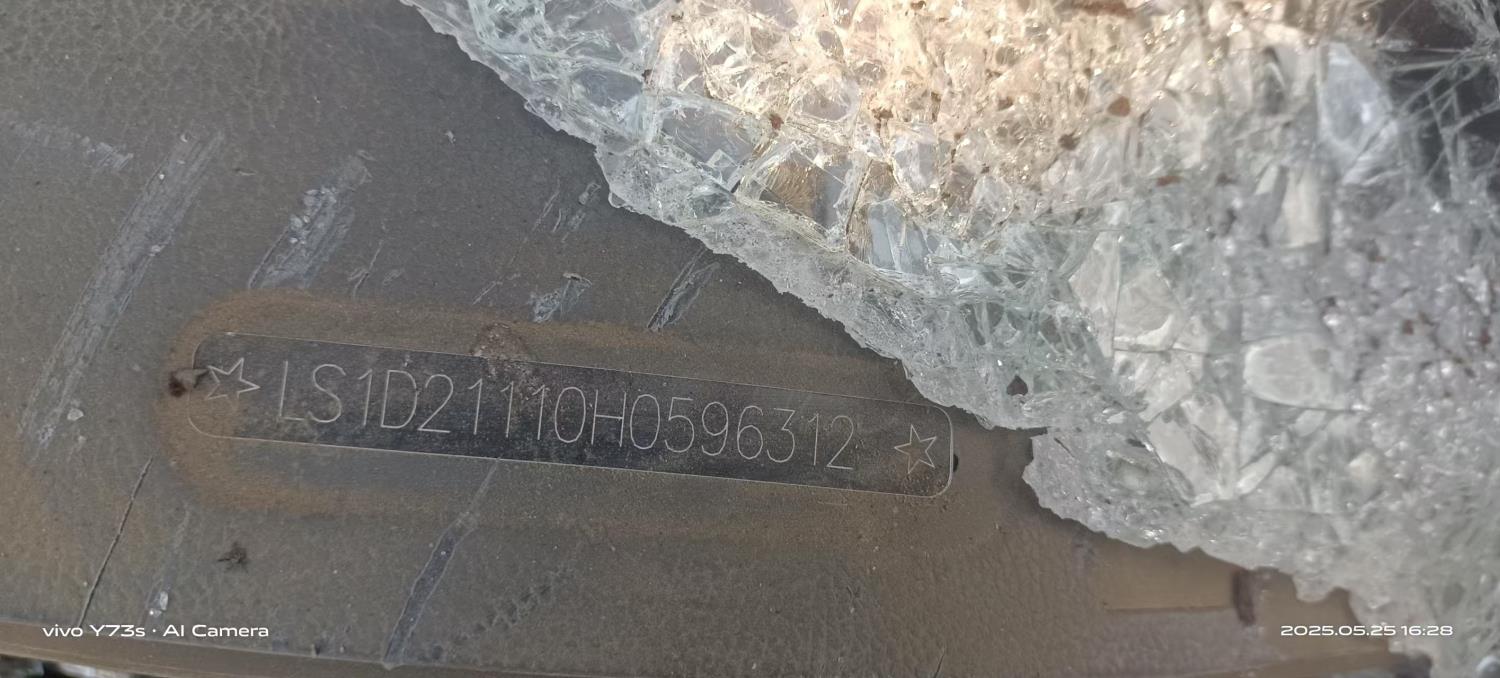 ☆ LS1D21110H0596312 ☆
vivo Y73s · AI Camera
2025.05.25 16:28